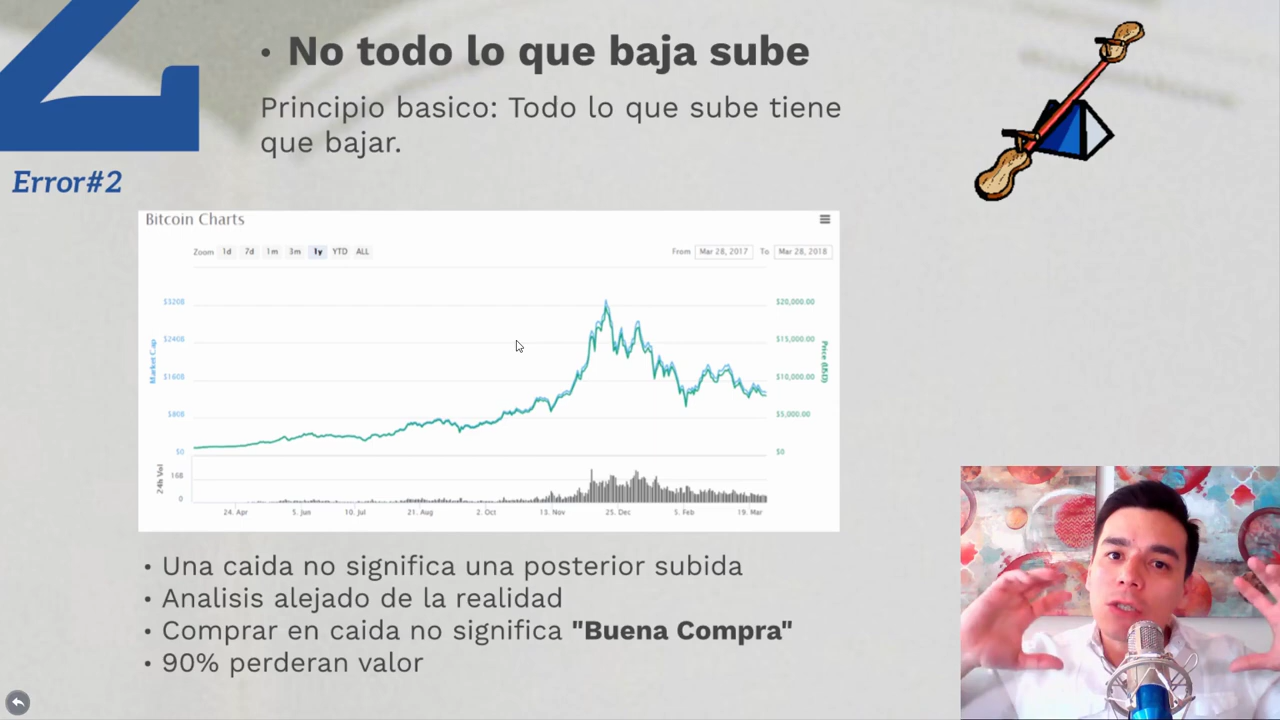 2
• No todo lo que baja sube
Principio basico: Todo lo que sube tiene
que bajar.
Error#2
Bitcoin Charts
Zoom 1d 7d 1m 3m 1y YTD ALL
From Mar 28, 2017 To Mar 28, 2018
$320B
$240B
$160B
$80B
$0
Market Cap
$20,000.00
$15,000.00
$10,000.00
$5,000.00
$0
Price (USD)
24h Vol
16B
0
24. Apr 5. Jun 10. Jul 21. Aug 2. Oct 13. Nov 25. Dec 5. Feb 19. Mar
• Una caida no significa una posterior subida
• Analisis alejado de la realidad
• Comprar en caida no significa "Buena Compra"
• 90% perderan valor